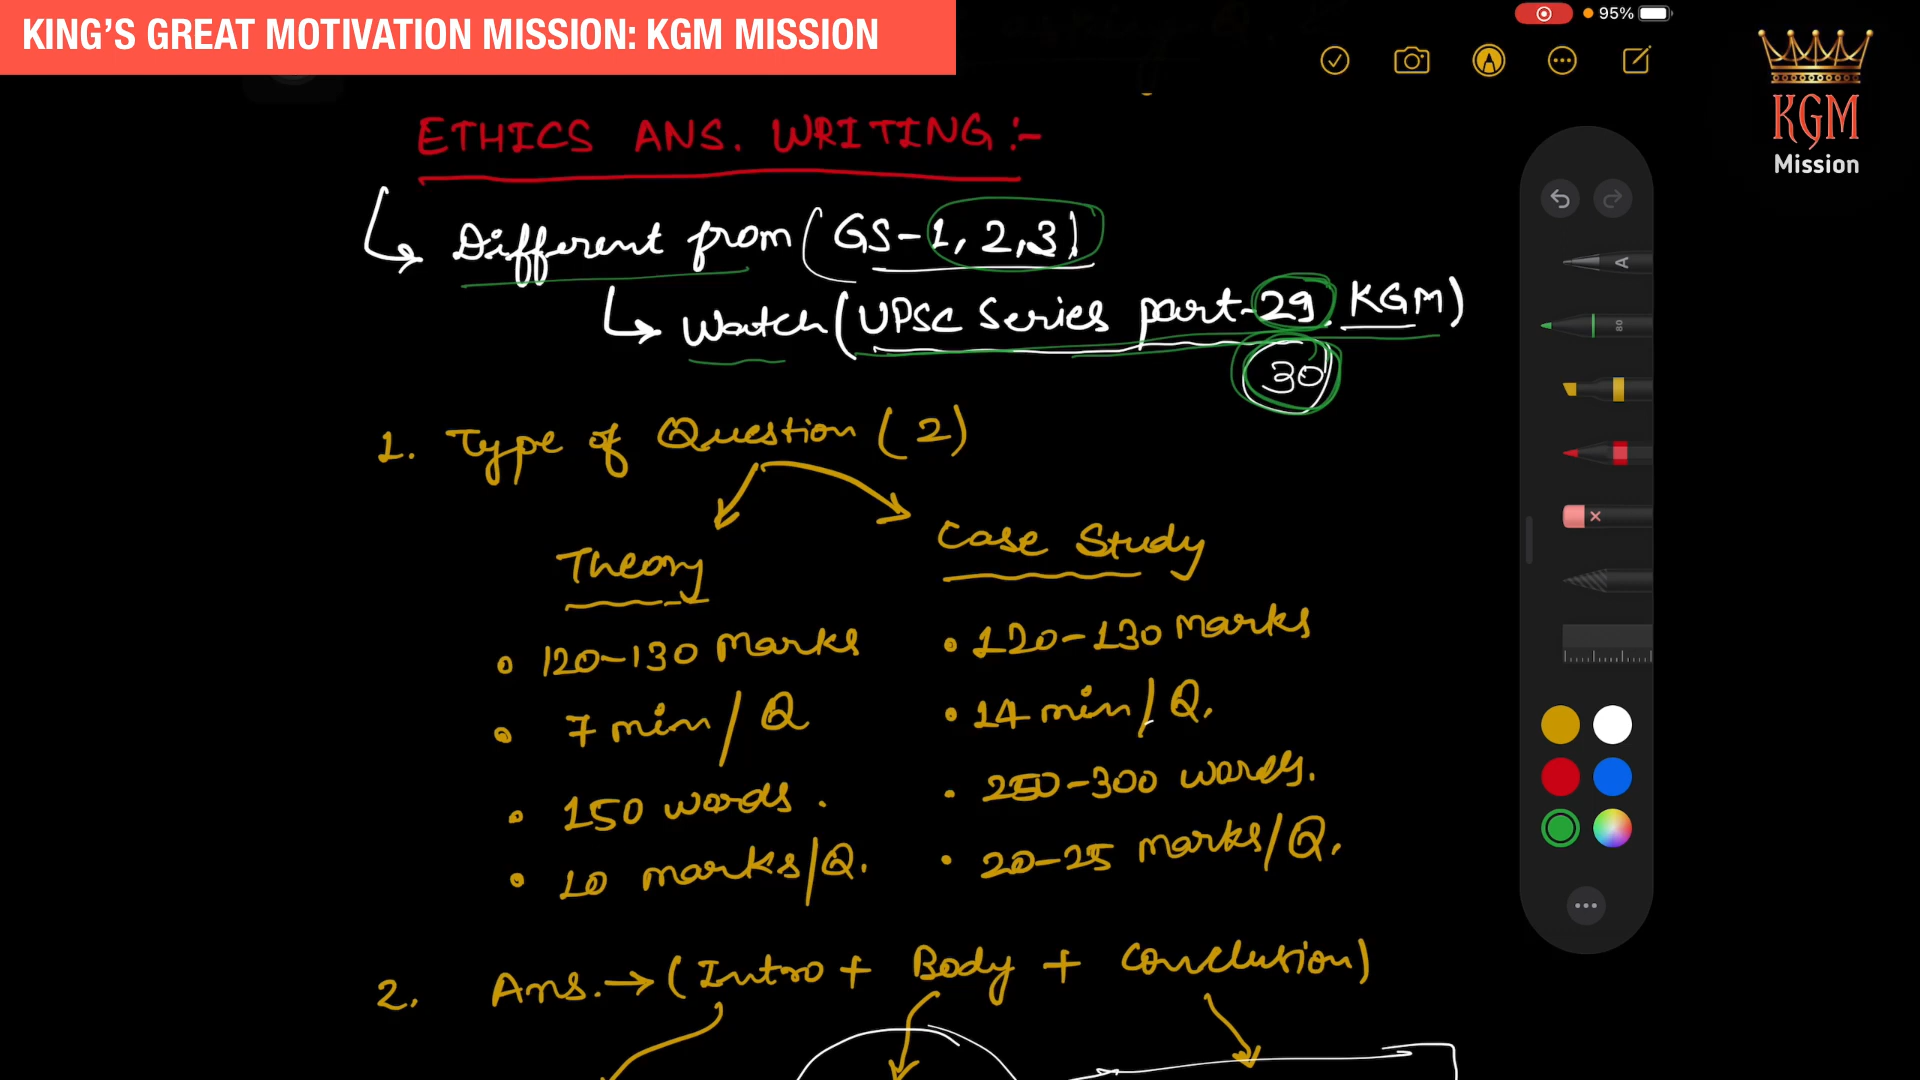 KING'S GREAT MOTIVATION MISSION: KGM MISSION
95%
KGM
Mission
ETHICS ANS. WRITING :-
Different from (GS-1, 2, 3)
Watch (UPSC Series part-29. KGM)
30
1. Type of Question (2)
Theory
Case Study
• 120-130 Marks
• 120-130 Marks
• 7 min / Q
• 14 min / Q.
• 150 words.
• 250-300 words.
• 10 marks/Q.
• 20-25 marks/Q.
2. Ans. → (Intro + Body + Conclusion)
A
80